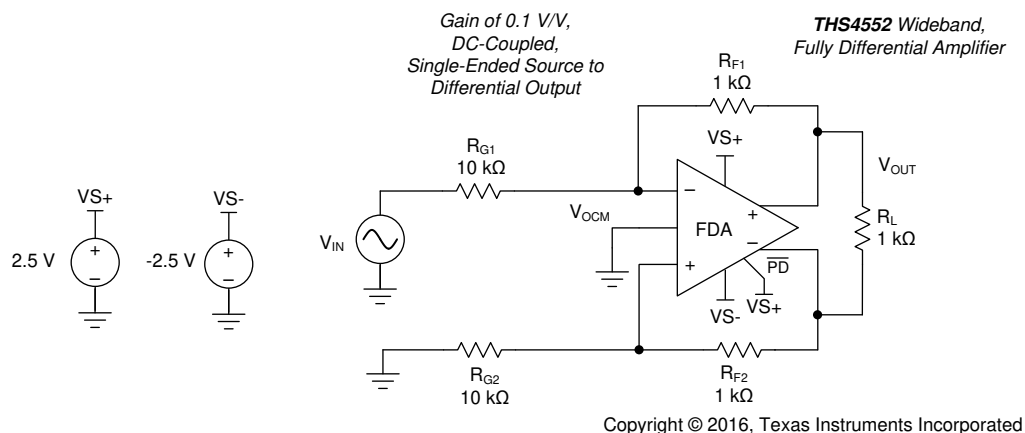 Gain of 0.1 V/V,
DC-Coupled,
Single-Ended Source to
Differential Output
THS4552 Wideband,
Fully Differential Amplifier
RF1
1 kΩ
VS+
RG1
10 kΩ
VOUT
VS+
VS-
VOCM
−
+
FDA
−
+
RL
1 kΩ
VIN
2.5 V
+
−
-2.5 V
+
−
PD
VS-
VS+
RG2
10 kΩ
RF2
1 kΩ
Copyright © 2016, Texas Instruments Incorporated